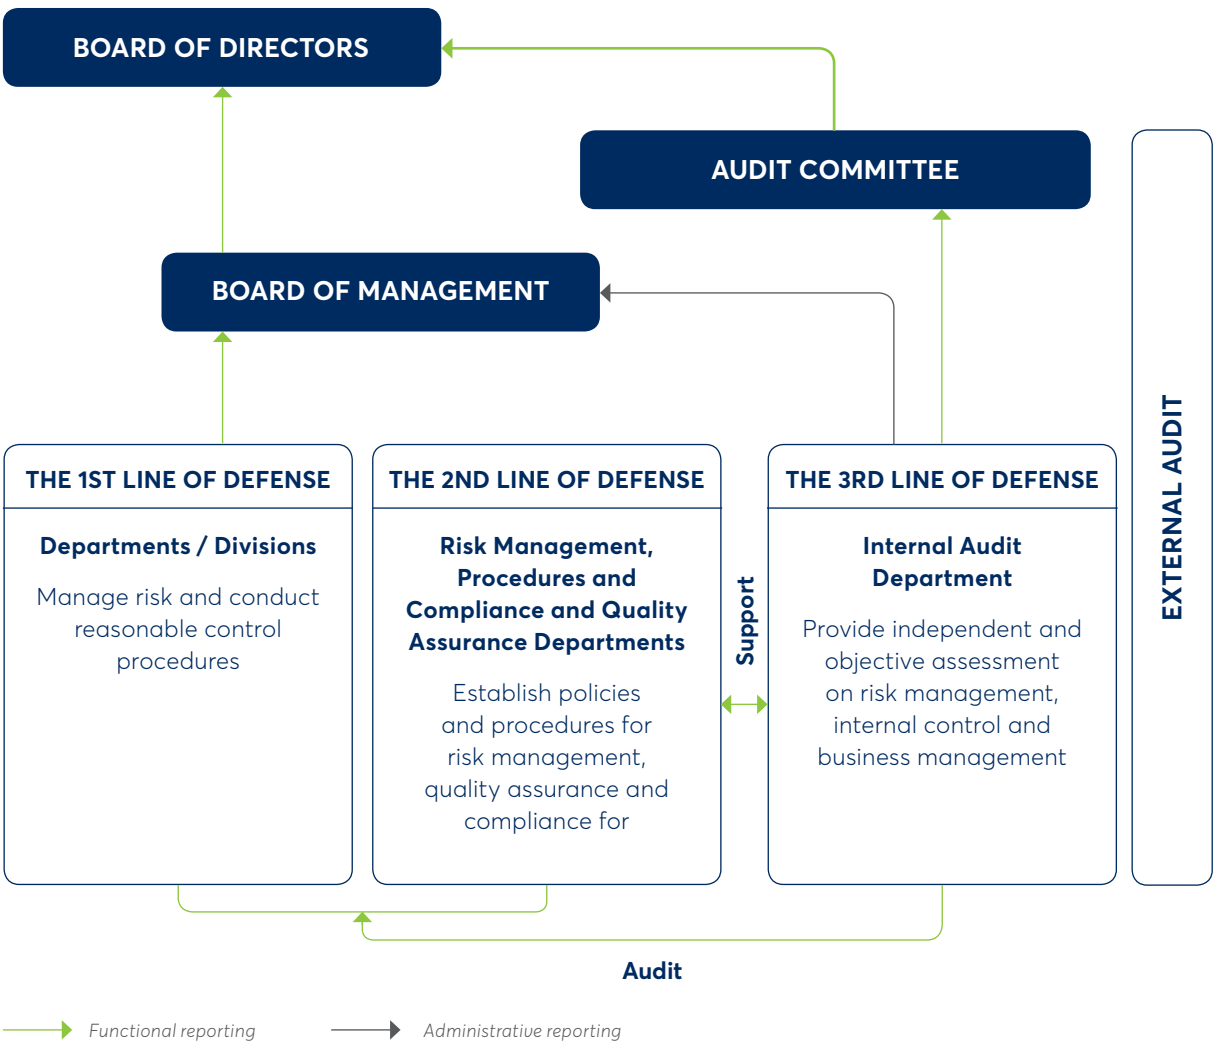 BOARD OF DIRECTORS
AUDIT COMMITTEE
BOARD OF MANAGEMENT
THE 1ST LINE OF DEFENSE
Departments / Divisions
Manage risk and conduct
reasonable control
procedures
THE 2ND LINE OF DEFENSE
Risk Management,
Procedures and
Compliance and Quality
Assurance Departments
Establish policies
and procedures for
risk management,
quality assurance and
compliance for
Support
THE 3RD LINE OF DEFENSE
Internal Audit
Department
Provide independent and
objective assessment
on risk management,
internal control and
business management
EXTERNAL AUDIT
Audit
Functional reporting
Administrative reporting